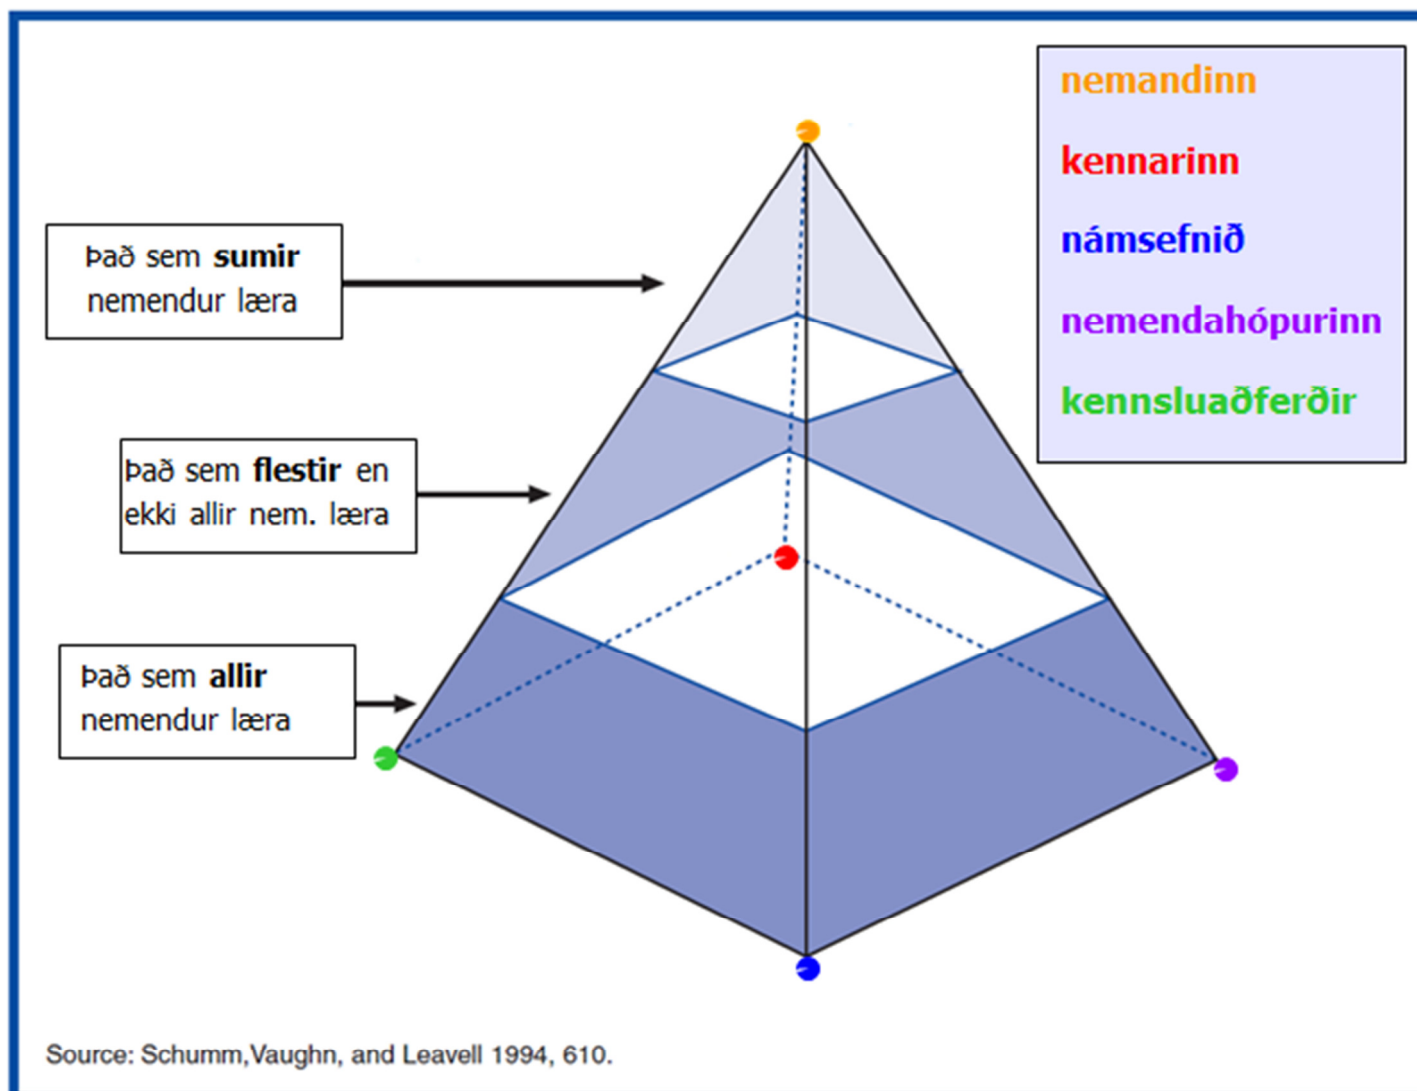 nemandinn
kennarinn
námsefnið
nemendahópurinn
kennsluaðferðir
Það sem sumir
nemendur læra
Það sem flestir en
ekki allir nem. læra
Það sem allir
nemendur læra
Source: Schumm,Vaughn, and Leavell 1994, 610.